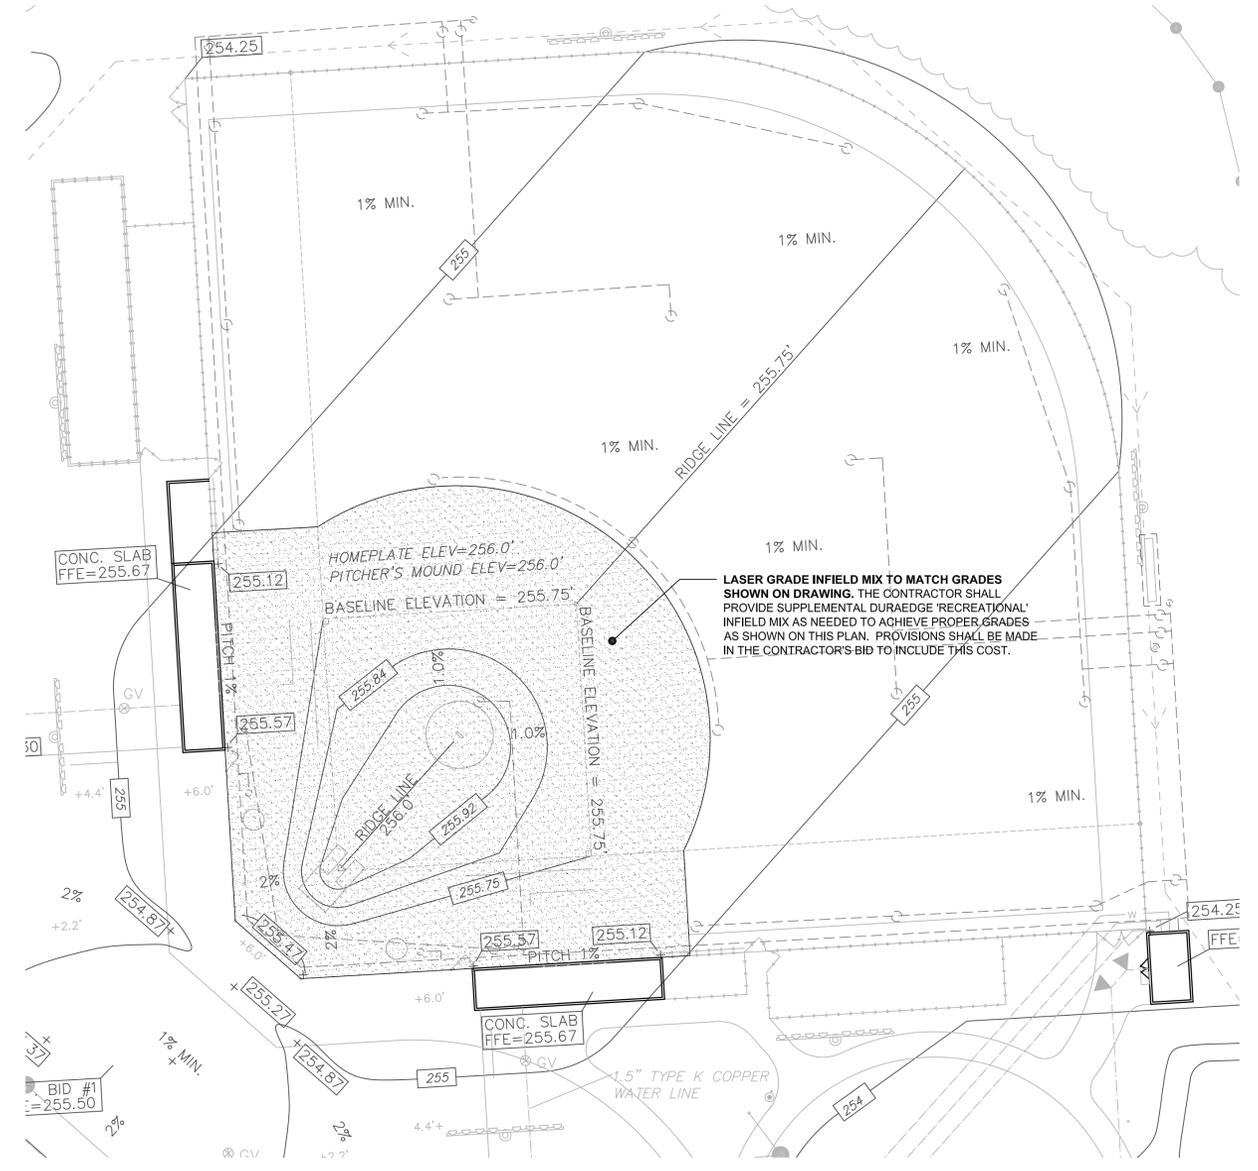 254.25
1% MIN.
1% MIN.
255
1% MIN.
RIDGE LINE = 255.75'
1% MIN.
1% MIN.
CONC. SLAB
FFE=255.67
HOMEPLATE ELEV=256.0'
PITCHER'S MOUND ELEV=256.0'
255.12
BASELINE ELEVATION = 255.75'
BASELINE ELEVATION = 255.75'
LASER GRADE INFIELD MIX TO MATCH GRADES
SHOWN ON DRAWING. THE CONTRACTOR SHALL
PROVIDE SUPPLEMENTAL DURAEDGE 'RECREATIONAL'
INFIELD MIX AS NEEDED TO ACHIEVE PROPER GRADES
AS SHOWN ON THIS PLAN. PROVISIONS SHALL BE MADE
IN THE CONTRACTOR'S BID TO INCLUDE THIS COST.
PITCH 1%
255.84
1.0%
GV
255.57
1.0%
255
50
+4.4'
255
+6.0'
RIDGE LINE
256.0'
255.92
1% MIN.
2%
2%
255.75
254.87
+2.2'
255.47
+6.0'
2%
255.57
255.12
PITCH 1%
W
254.25
FFE=
255.27
+6.0'
CONC. SLAB
FFE=255.67
1% MIN.
.37
254.87
255
GV
1.5" TYPE K COPPER
WATER LINE
BID #1
=255.50
254
2%
2%
4.4'+
GV
+2.2'